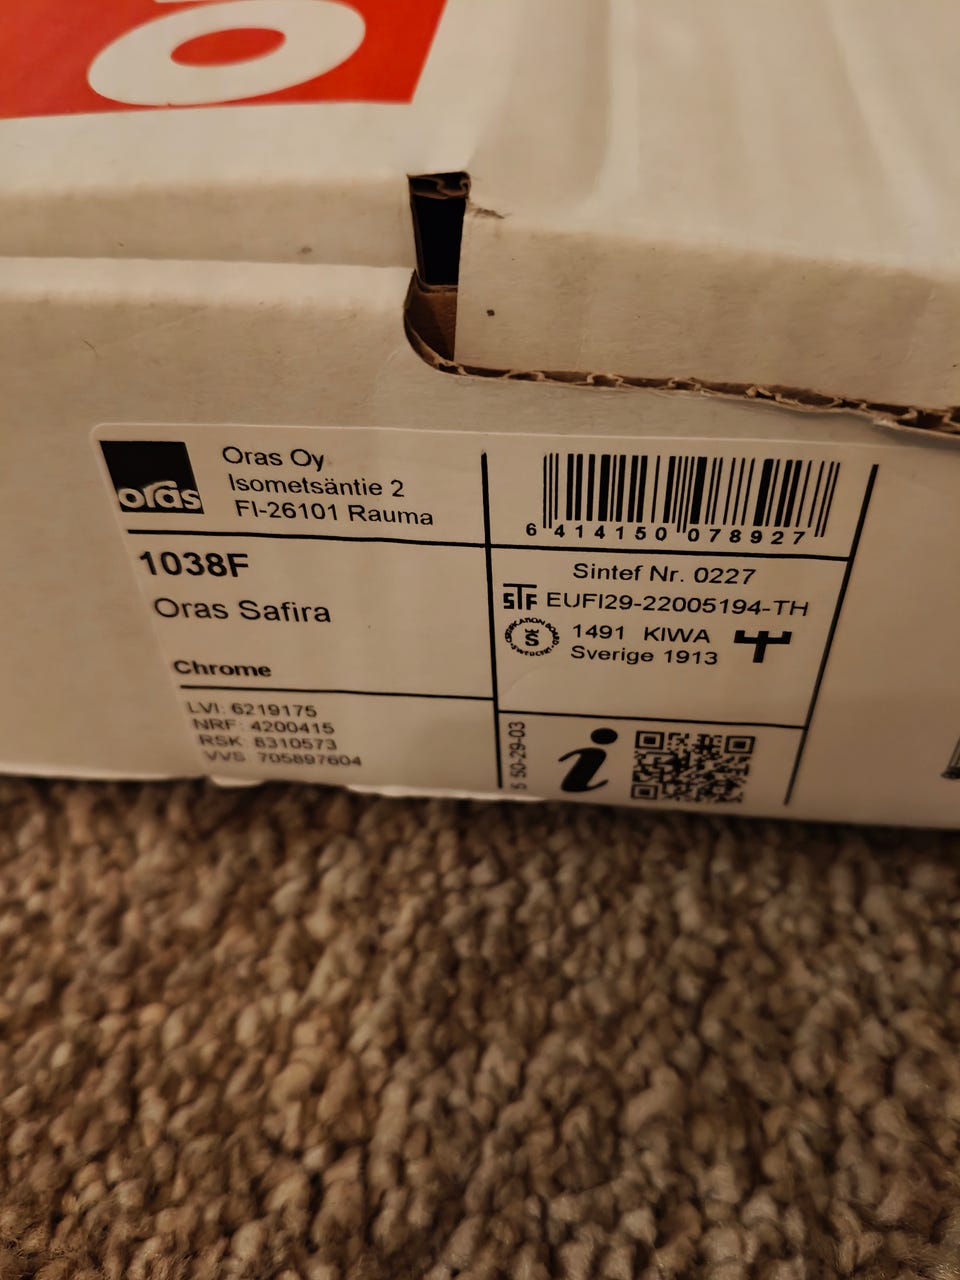 oras
Oras Oy
Isometsäntie 2
FI-26101 Rauma
6 414150 078927
1038F
Oras Safira
Chrome
LVI: 6219175
NRF: 4200415
RSK: 8310573
VVS: 705897604
Sintef Nr. 0227
STF EUFI29-22005194-TH
1491 KIWA
Sverige 1913
50-29-03